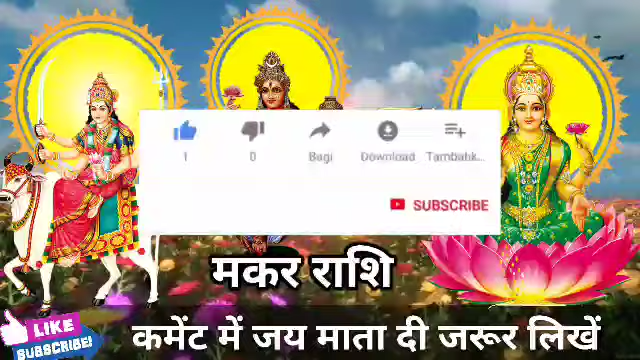 1 0 Bagi Download Tambahk...
SUBSCRIBE
मकर राशि
LIKE
SUBSCRIBE!
कमेंट में जय माता दी जरूर लिखें